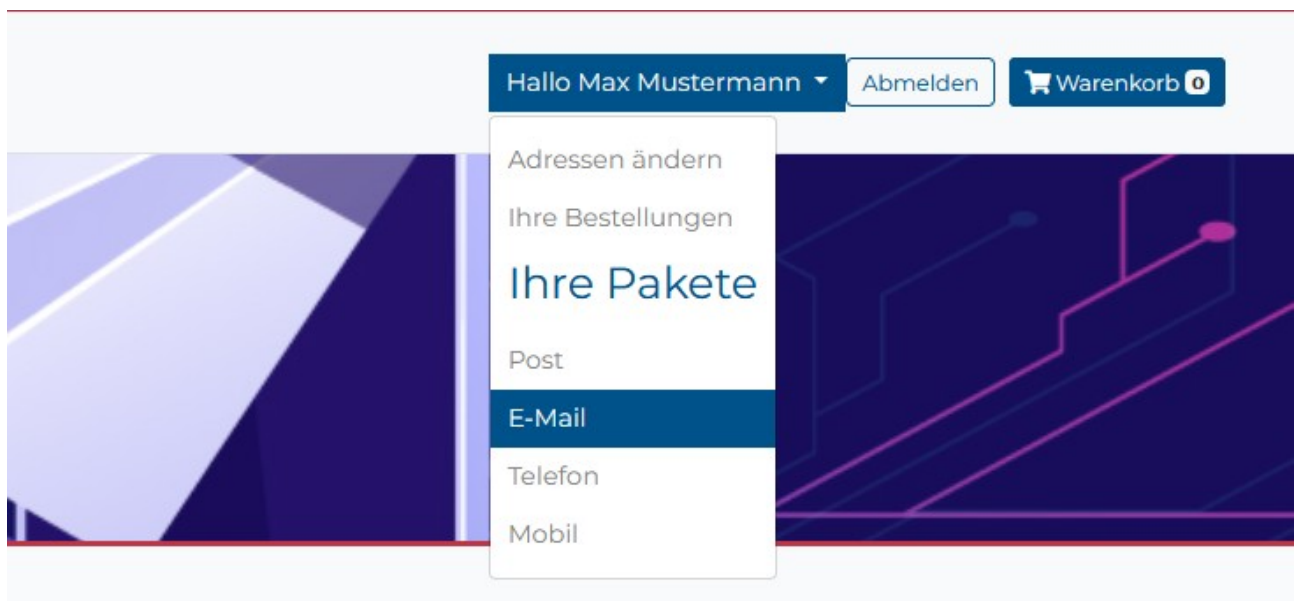 Hallo Max Mustermann Abmelden Warenkorb 0
Adressen ändern
Ihre Bestellungen
Ihre Pakete
Post
E-Mail
Telefon
Mobil